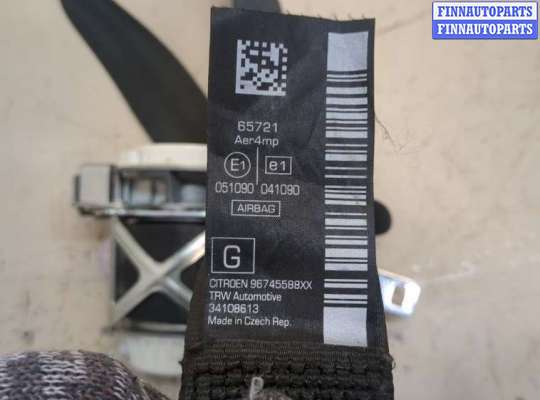 FINNAUTOPARTS
FINNAUTOPARTS
65721
Aer4mp
E1 e1
051090 041090
AIRBAG
G
CITROEN 96745588XX
TRW Automotive
34108613
Made in Czech Rep.